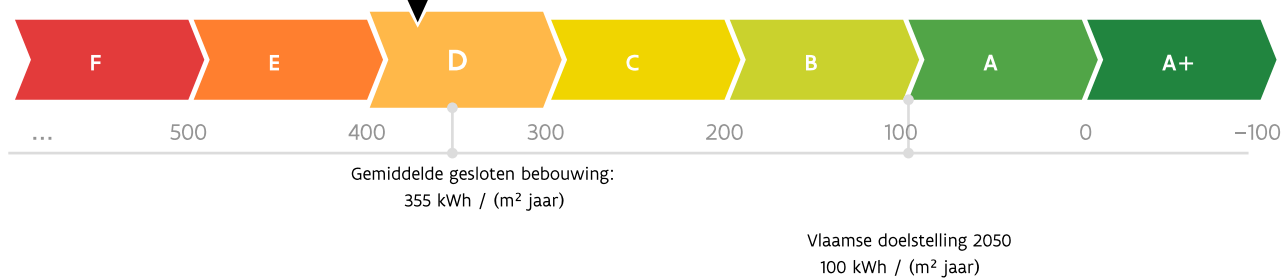 F E D C B A A+
... 500 400 300 200 100 0 −100
Gemiddelde gesloten bebouwing:
355 kWh / (m² jaar)
Vlaamse doelstelling 2050
100 kWh / (m² jaar)